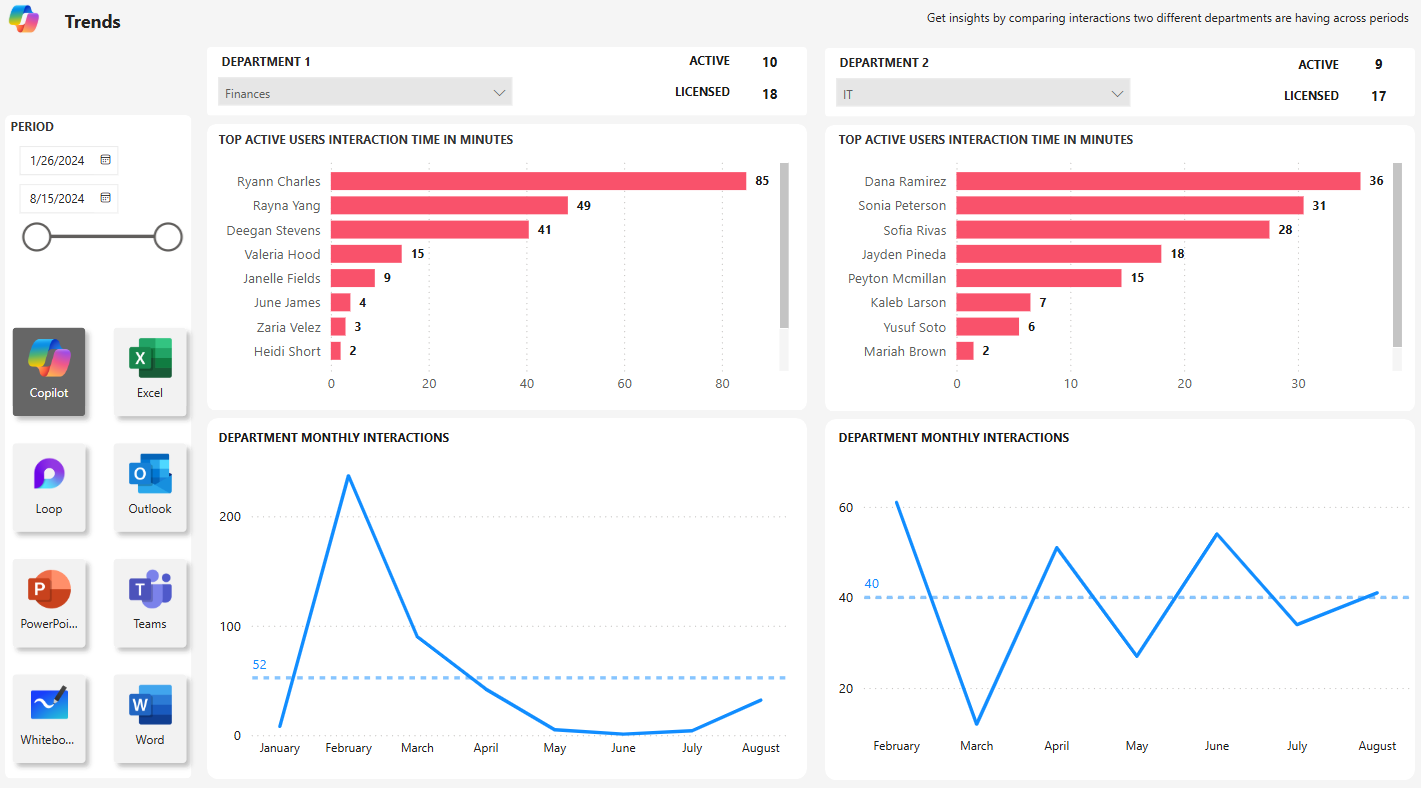 Trends
Get insights by comparing interactions two different departments are having across periods
PERIOD
1/26/2024
8/15/2024
Copilot
Excel
Loop
Outlook
PowerPoi...
Teams
Whitebo...
Word
DEPARTMENT 1
Finances
ACTIVE 10
LICENSED 18
TOP ACTIVE USERS INTERACTION TIME IN MINUTES
Ryann Charles 85
Rayna Yang 49
Deegan Stevens 41
Valeria Hood 15
Janelle Fields 9
June James 4
Zaria Velez 3
Heidi Short 2
0 20 40 60 80
DEPARTMENT MONTHLY INTERACTIONS
200
100
52
0
January February March April May June July August
DEPARTMENT 2
IT
ACTIVE 9
LICENSED 17
TOP ACTIVE USERS INTERACTION TIME IN MINUTES
Dana Ramirez 36
Sonia Peterson 31
Sofia Rivas 28
Jayden Pineda 18
Peyton Mcmillan 15
Kaleb Larson 7
Yusuf Soto 6
Mariah Brown 2
0 10 20 30
DEPARTMENT MONTHLY INTERACTIONS
60
40
40
20
February March April May June July August